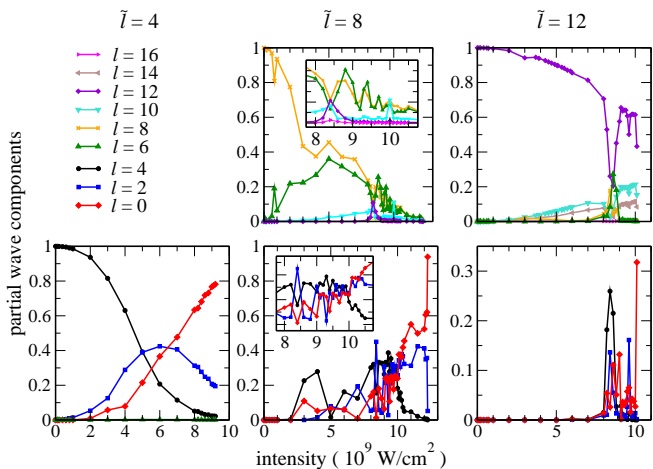 l̃ = 4
l̃ = 8
l̃ = 12
l = 16
l = 14
l = 12
l = 10
l = 8
l = 6
l = 4
l = 2
l = 0
partial wave components
1
0.8
0.6
0.4
0.2
0
8 9 10
1
0.8
0.6
0.4
0.2
0
1
0.8
0.6
0.4
0.2
0
0 2 4 6 8 10
1
0.8
0.6
0.4
0.2
0
8 9 10
0 5 10
0.3
0.2
0.1
0
0 5 10
intensity ( 10⁹ W/cm² )